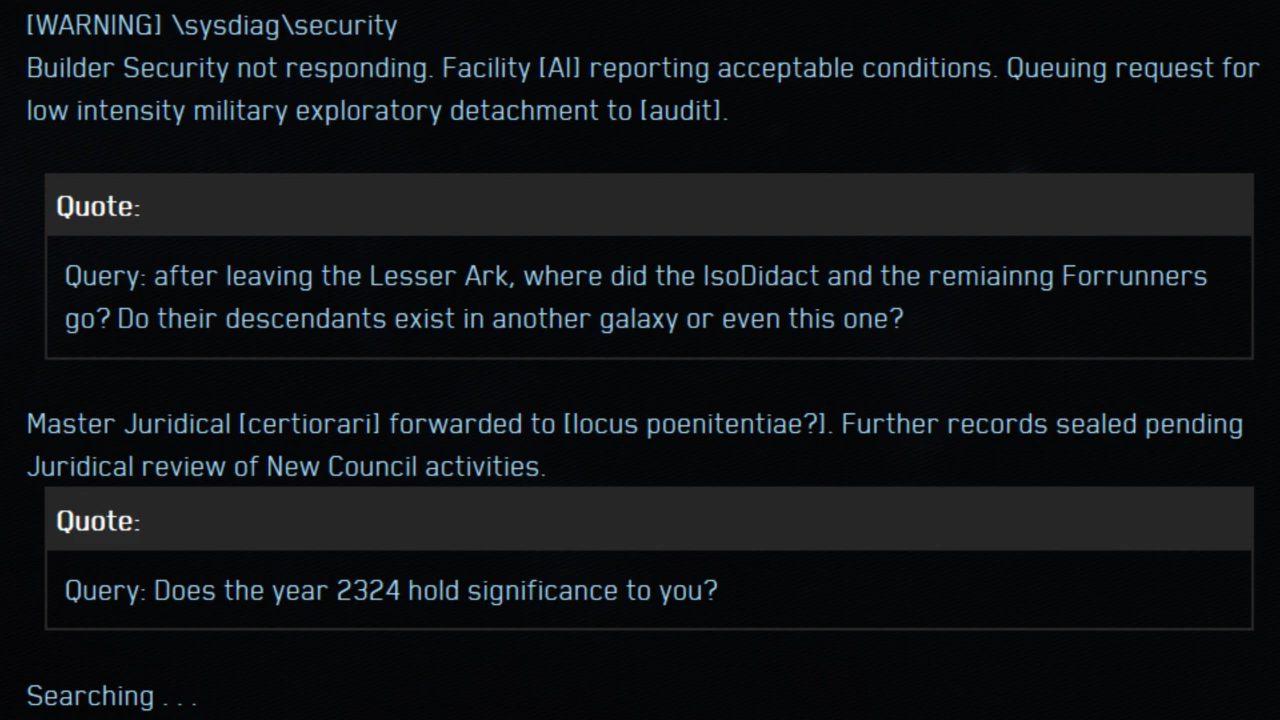 [WARNING] \sysdiag\security
Builder Security not responding. Facility [AI] reporting acceptable conditions. Queuing request for
low intensity military exploratory detachment to [audit].
Quote:
Query: after leaving the Lesser Ark, where did the IsoDidact and the remiainng Forrunners
go? Do their descendants exist in another galaxy or even this one?
Master Juridical [certiorari] forwarded to [locus poenitentiae?]. Further records sealed pending
Juridical review of New Council activities.
Quote:
Query: Does the year 2324 hold significance to you?
Searching . . .